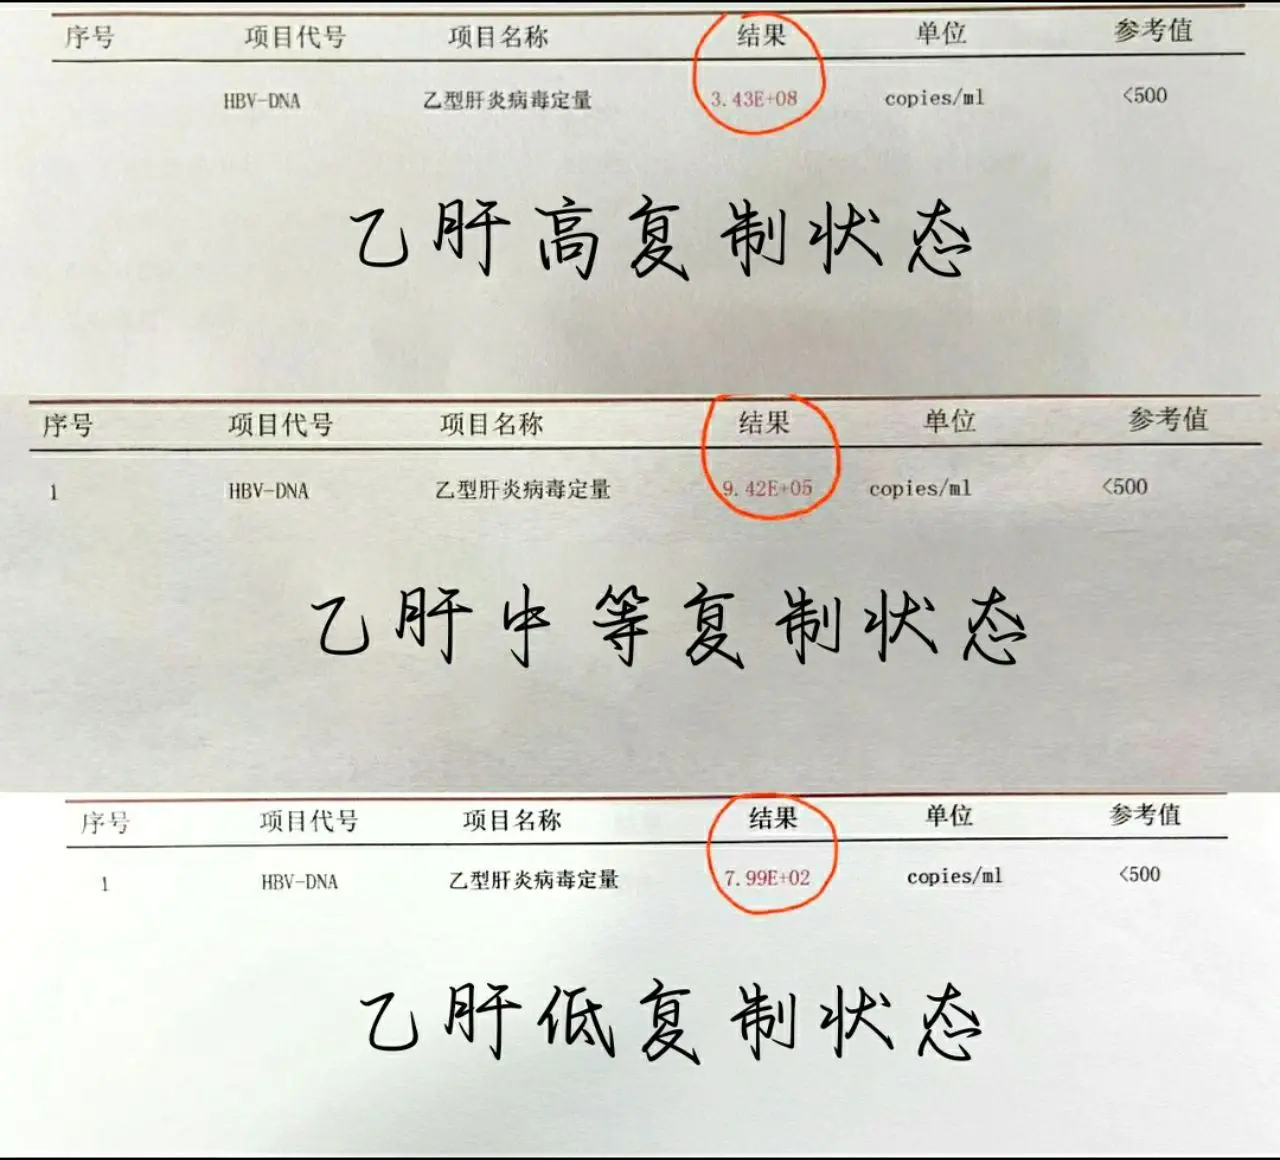 序号 项目代号 项目名称 结果 单位 参考值
HBV-DNA 乙型肝炎病毒定量 3.43E+08 copies/ml <500
乙肝高复制状态
序号 项目代号 项目名称 结果 单位 参考值
1 HBV-DNA 乙型肝炎病毒定量 9.42E+05 copies/ml <500
乙肝中等复制状态
序号 项目代号 项目名称 结果 单位 参考值
1 HBV-DNA 乙型肝炎病毒定量 7.99E+02 copies/ml <500
乙肝低复制状态